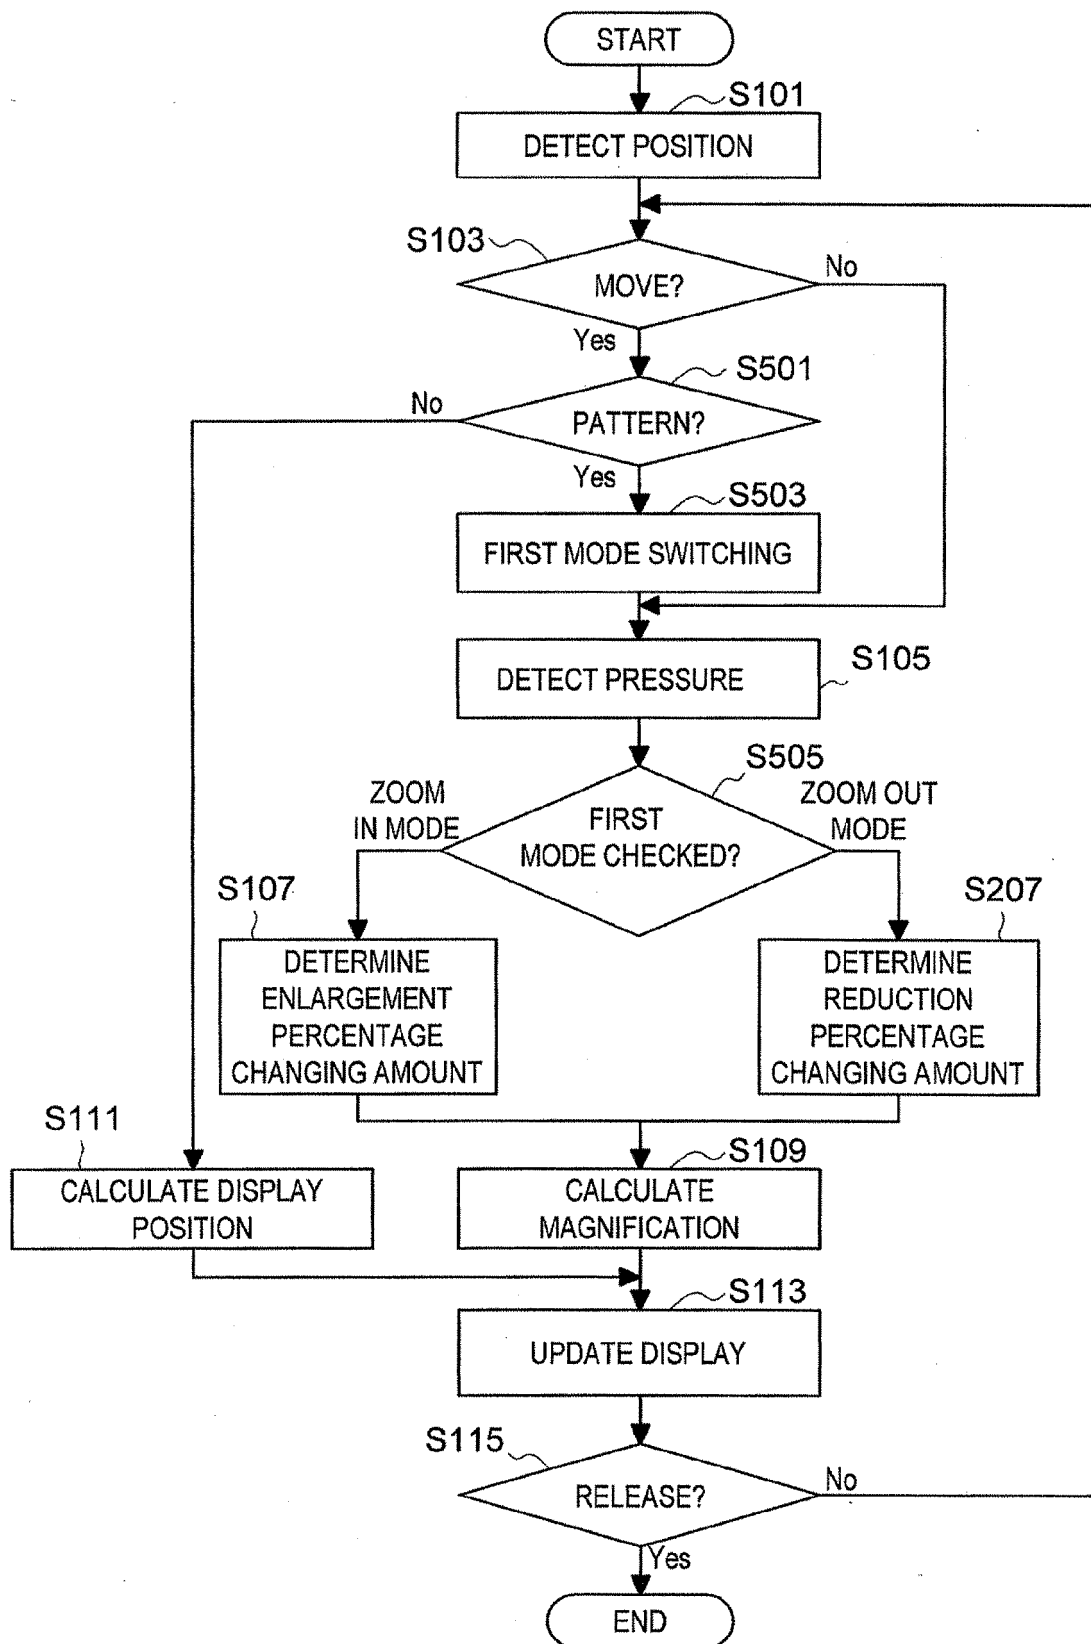 START
S101
DETECT POSITION
S103
MOVE?
No
Yes
S501
No
PATTERN?
Yes
S503
FIRST MODE SWITCHING
DETECT PRESSURE
S105
S505
ZOOM
IN MODE
FIRST
MODE CHECKED?
ZOOM OUT
MODE
S107
DETERMINE
ENLARGEMENT
PERCENTAGE
CHANGING AMOUNT
S207
DETERMINE
REDUCTION
PERCENTAGE
CHANGING AMOUNT
S111
CALCULATE DISPLAY
POSITION
S109
CALCULATE
MAGNIFICATION
S113
UPDATE DISPLAY
S115
RELEASE?
No
Yes
END